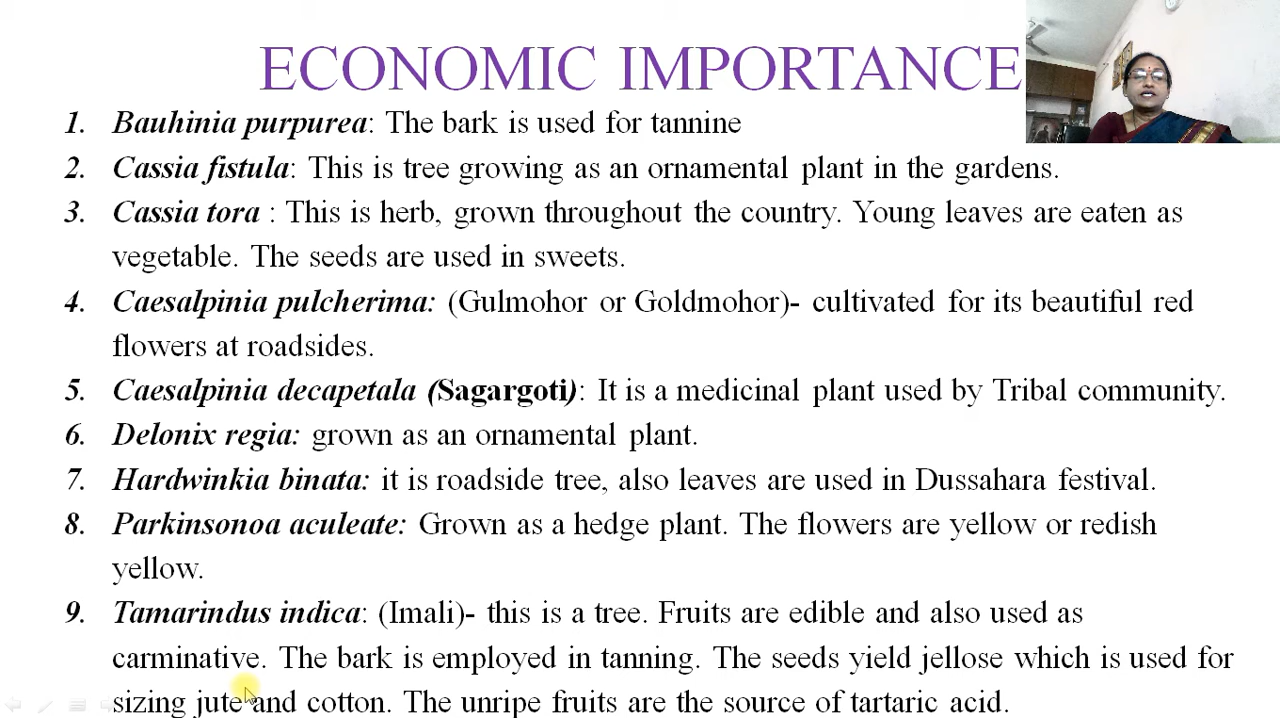 ECONOMIC IMPORTANCE
1. Bauhinia purpurea: The bark is used for tannine
2. Cassia fistula: This is tree growing as an ornamental plant in the gardens.
3. Cassia tora : This is herb, grown throughout the country. Young leaves are eaten as
vegetable. The seeds are used in sweets.
4. Caesalpinia pulcherima: (Gulmohor or Goldmohor)- cultivated for its beautiful red
flowers at roadsides.
5. Caesalpinia decapetala (Sagargoti): It is a medicinal plant used by Tribal community.
6. Delonix regia: grown as an ornamental plant.
7. Hardwinkia binata: it is roadside tree, also leaves are used in Dussahara festival.
8. Parkinsonoa aculeate: Grown as a hedge plant. The flowers are yellow or redish
yellow.
9. Tamarindus indica: (Imali)- this is a tree. Fruits are edible and also used as
carminative. The bark is employed in tanning. The seeds yield jellose which is used for
sizing jute and cotton. The unripe fruits are the source of tartaric acid.